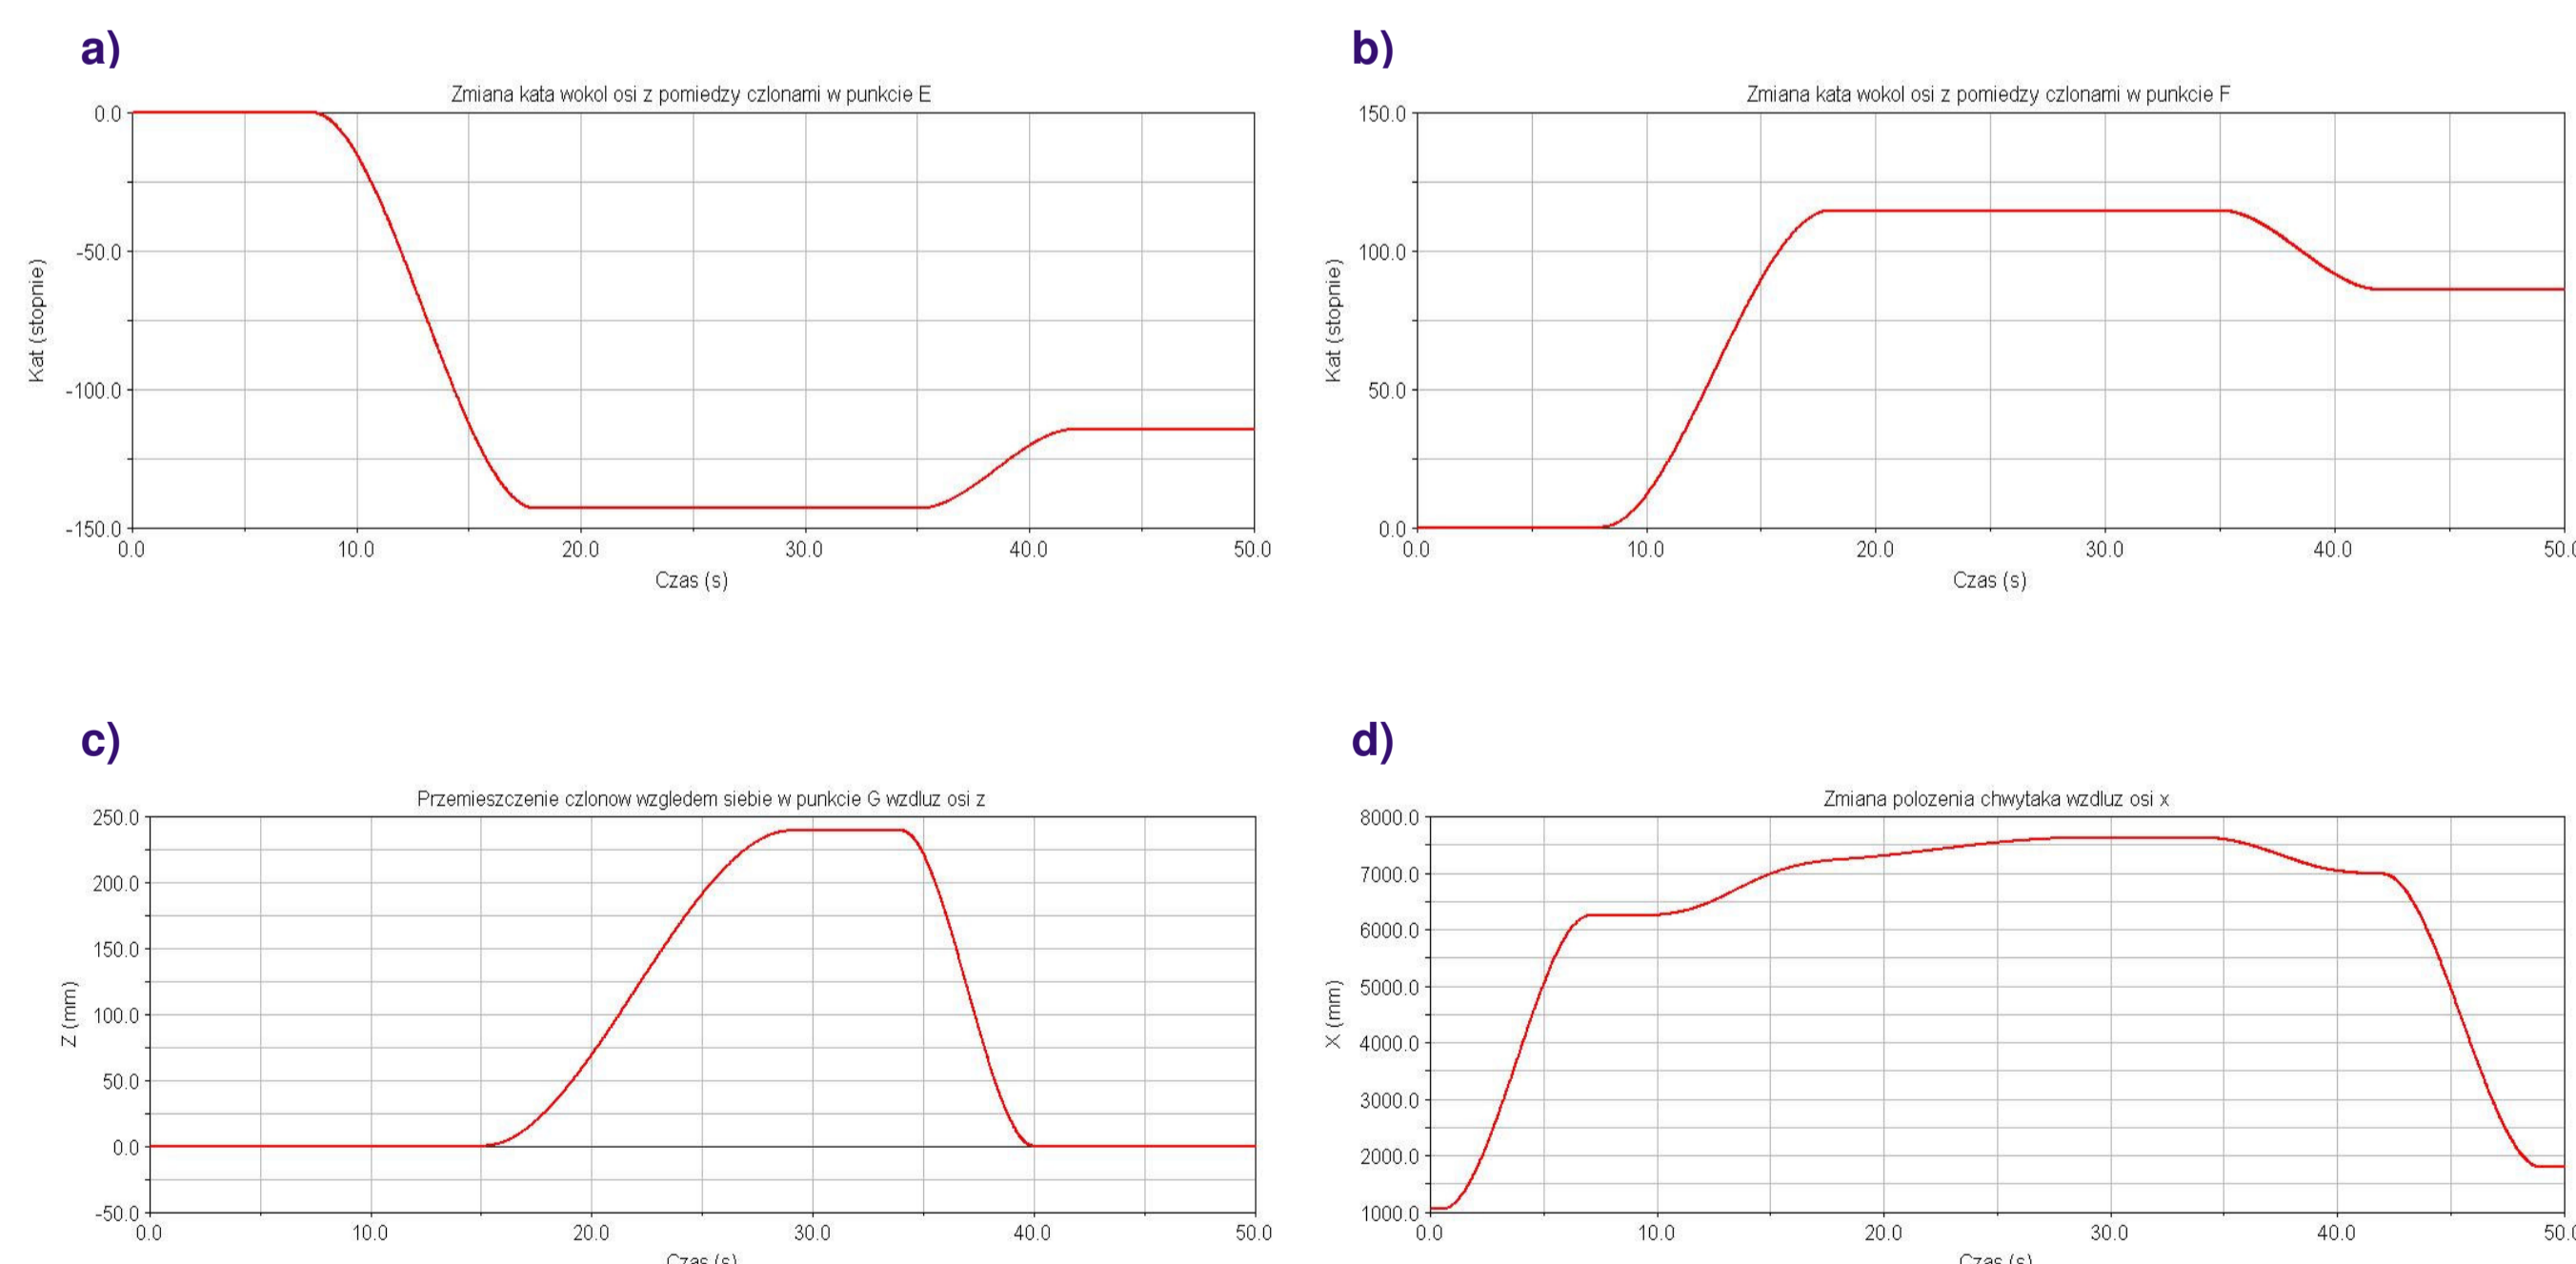 a)
Zmiana kata wokol osi z pomiedzy czlonami w punkcie E
0.0
-50.0
-100.0
-150.0
Kat (stopnie)
0.0 10.0 20.0 30.0 40.0 50.0
Czas (s)
b)
Zmiana kata wokol osi z pomiedzy czlonami w punkcie F
150.0
100.0
50.0
0.0
Kat (stopnie)
0.0 10.0 20.0 30.0 40.0 50.0
Czas (s)
c)
Przemieszczenie czlonow wzgledem siebie w punkcie G wzdluz osi z
250.0
200.0
150.0
100.0
50.0
0.0
-50.0
Z (mm)
0.0 10.0 20.0 30.0 40.0 50.0
Czas (s)
d)
Zmiana polozenia chwytaka wzdluz osi x
8000.0
7000.0
6000.0
5000.0
4000.0
3000.0
2000.0
1000.0
X (mm)
0.0 10.0 20.0 30.0 40.0 50.0
Czas (s)